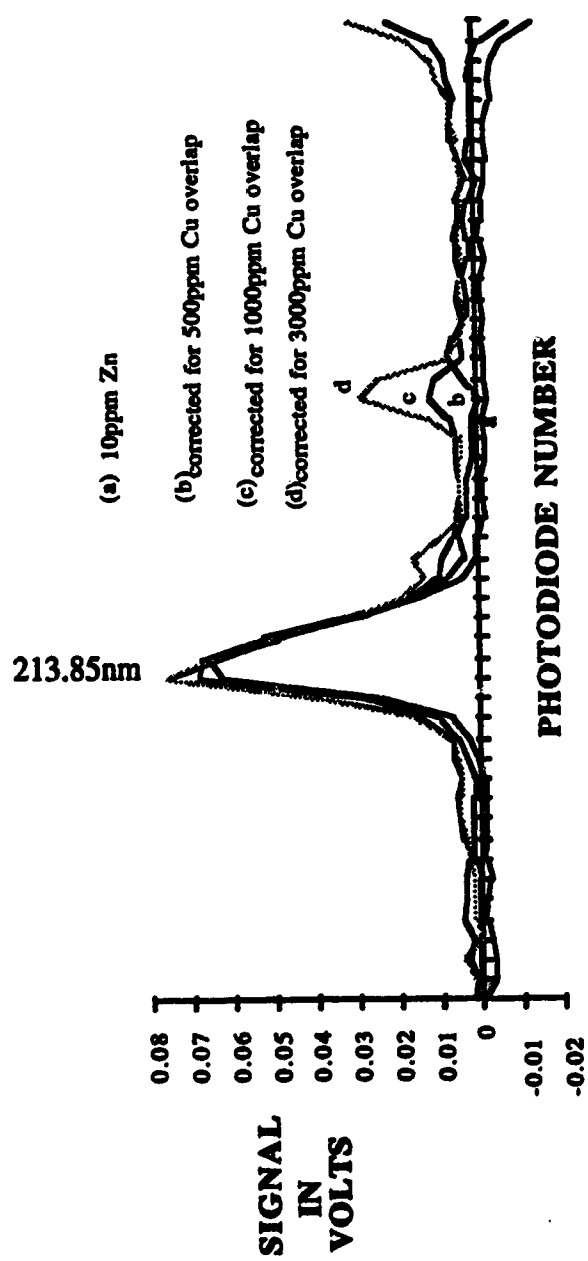 213.85nm
(a) 10ppm Zn
(b)corrected for 500ppm Cu overlap
(c)corrected for 1000ppm Cu overlap
(d)corrected for 3000ppm Cu overlap
d
c
b
SIGNAL
IN
VOLTS
0.08
0.07
0.06
0.05
0.04
0.03
0.02
0.01
0
-0.01
-0.02
PHOTODIODE NUMBER